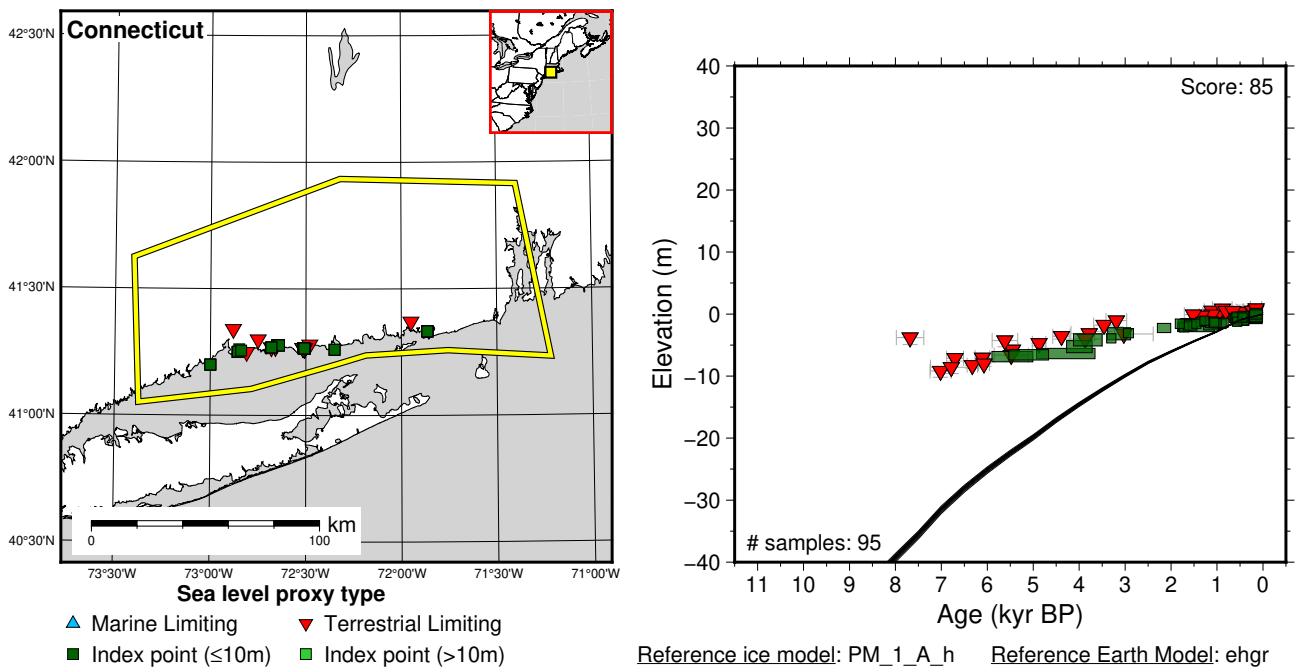 Connecticut
42°30'N
42°00'N
41°30'N
41°00'N
40°30'N
km
0 100
73°30'W 73°00'W 72°30'W 72°00'W 71°30'W 71°00'W
Sea level proxy type
Marine Limiting Terrestrial Limiting
Index point (≤10m) Index point (>10m)
Score: 85
40
30
20
10
0
−10
−20
−30
−40
Elevation (m)
# samples: 95
11 10 9 8 7 6 5 4 3 2 1 0
Age (kyr BP)
Reference ice model: PM_1_A_h Reference Earth Model: ehgr